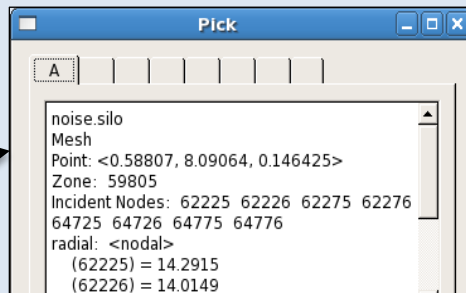 Pick
A
noise.silo
Mesh
Point: <0.58807, 8.09064, 0.146425>
Zone: 59805
Incident Nodes: 62225 62226 62275 62276
64725 64726 64775 64776
radial: <nodal>
(62225) = 14.2915
(62226) = 14.0149